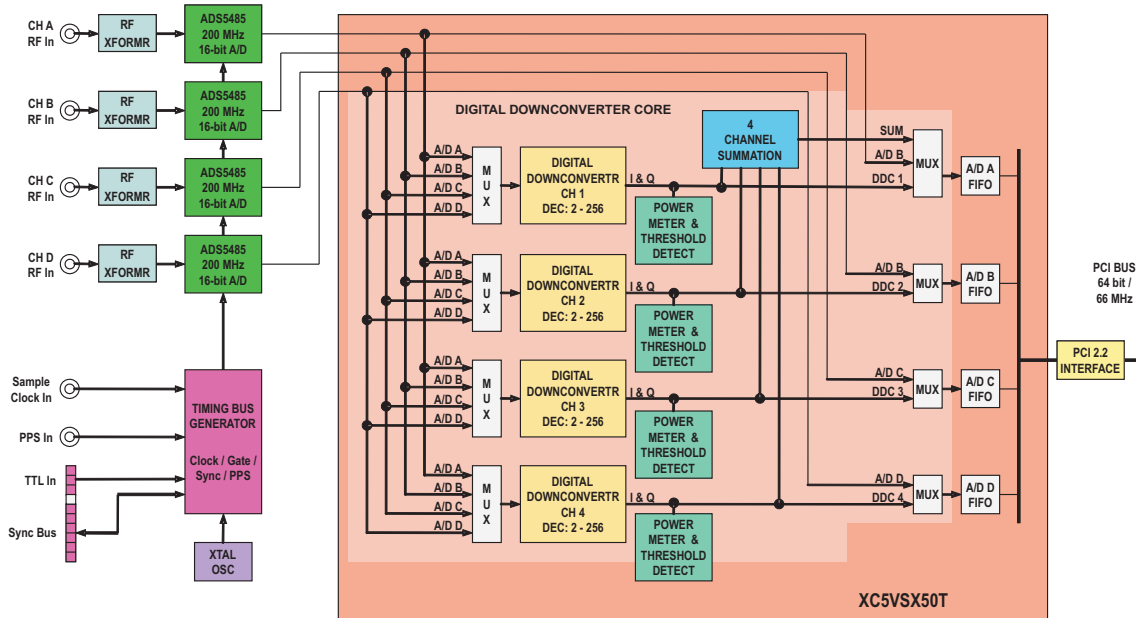 CH A
RF In
RF
XFORMR
ADS5485
200 MHz
16-bit A/D
CH B
RF In
RF
XFORMR
ADS5485
200 MHz
16-bit A/D
CH C
RF In
RF
XFORMR
ADS5485
200 MHz
16-bit A/D
CH D
RF In
RF
XFORMR
ADS5485
200 MHz
16-bit A/D
Sample
Clock In
PPS In
TTL In
Sync Bus
TIMING BUS
GENERATOR
Clock / Gate /
Sync / PPS
XTAL
OSC
DIGITAL DOWNCONVERTER CORE
4
CHANNEL
SUMMATION
A/D A
A/D B
A/D C
A/D D
M
U
X
DIGITAL
DOWNCONVERTR
CH 1
DEC: 2 - 256
I & Q
POWER
METER &
THRESHOLD
DETECT
SUM
A/D B
DDC 1
MUX
A/D A
FIFO
A/D A
A/D B
A/D C
A/D D
M
U
X
DIGITAL
DOWNCONVERTR
CH 2
DEC: 2 - 256
I & Q
POWER
METER &
THRESHOLD
DETECT
A/D B
DDC 2
MUX
A/D B
FIFO
A/D A
A/D B
A/D C
A/D D
M
U
X
DIGITAL
DOWNCONVERTR
CH 3
DEC: 2 - 256
I & Q
POWER
METER &
THRESHOLD
DETECT
A/D C
DDC 3
MUX
A/D C
FIFO
A/D A
A/D B
A/D C
A/D D
M
U
X
DIGITAL
DOWNCONVERTR
CH 4
DEC: 2 - 256
I & Q
POWER
METER &
THRESHOLD
DETECT
A/D D
DDC 4
MUX
A/D D
FIFO
PCI BUS
64 bit /
66 MHz
PCI 2.2
INTERFACE
XC5VSX50T